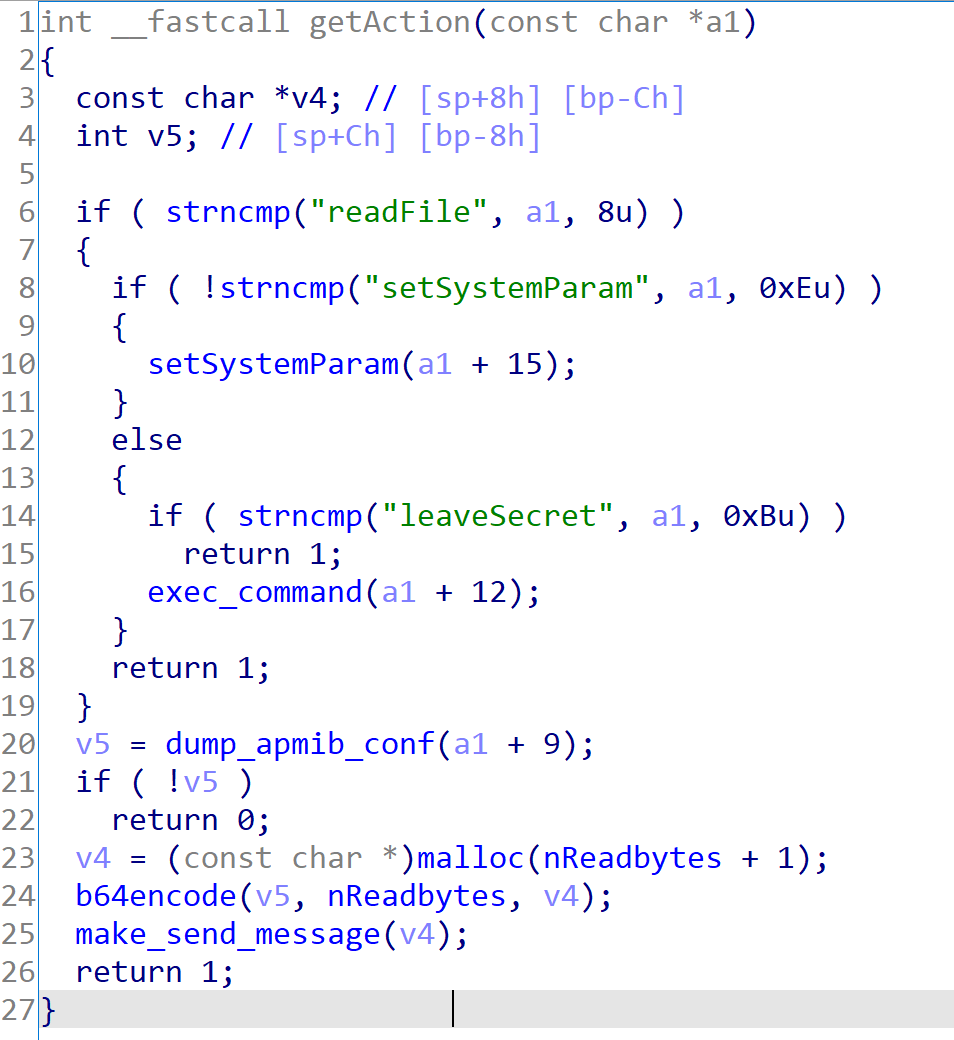 1 int __fastcall getAction(const char *a1)
2 {
3   const char *v4; // [sp+8h] [bp-Ch]
4   int v5; // [sp+Ch] [bp-8h]
5
6   if ( strncmp("readFile", a1, 8u) )
7   {
8     if ( !strncmp("setSystemParam", a1, 0xEu) )
9     {
10       setSystemParam(a1 + 15);
11     }
12     else
13     {
14       if ( strncmp("leaveSecret", a1, 0xBu) )
15         return 1;
16       exec_command(a1 + 12);
17     }
18     return 1;
19   }
20   v5 = dump_apmib_conf(a1 + 9);
21   if ( !v5 )
22     return 0;
23   v4 = (const char *)malloc(nReadbytes + 1);
24   b64encode(v5, nReadbytes, v4);
25   make_send_message(v4);
26   return 1;
27 }